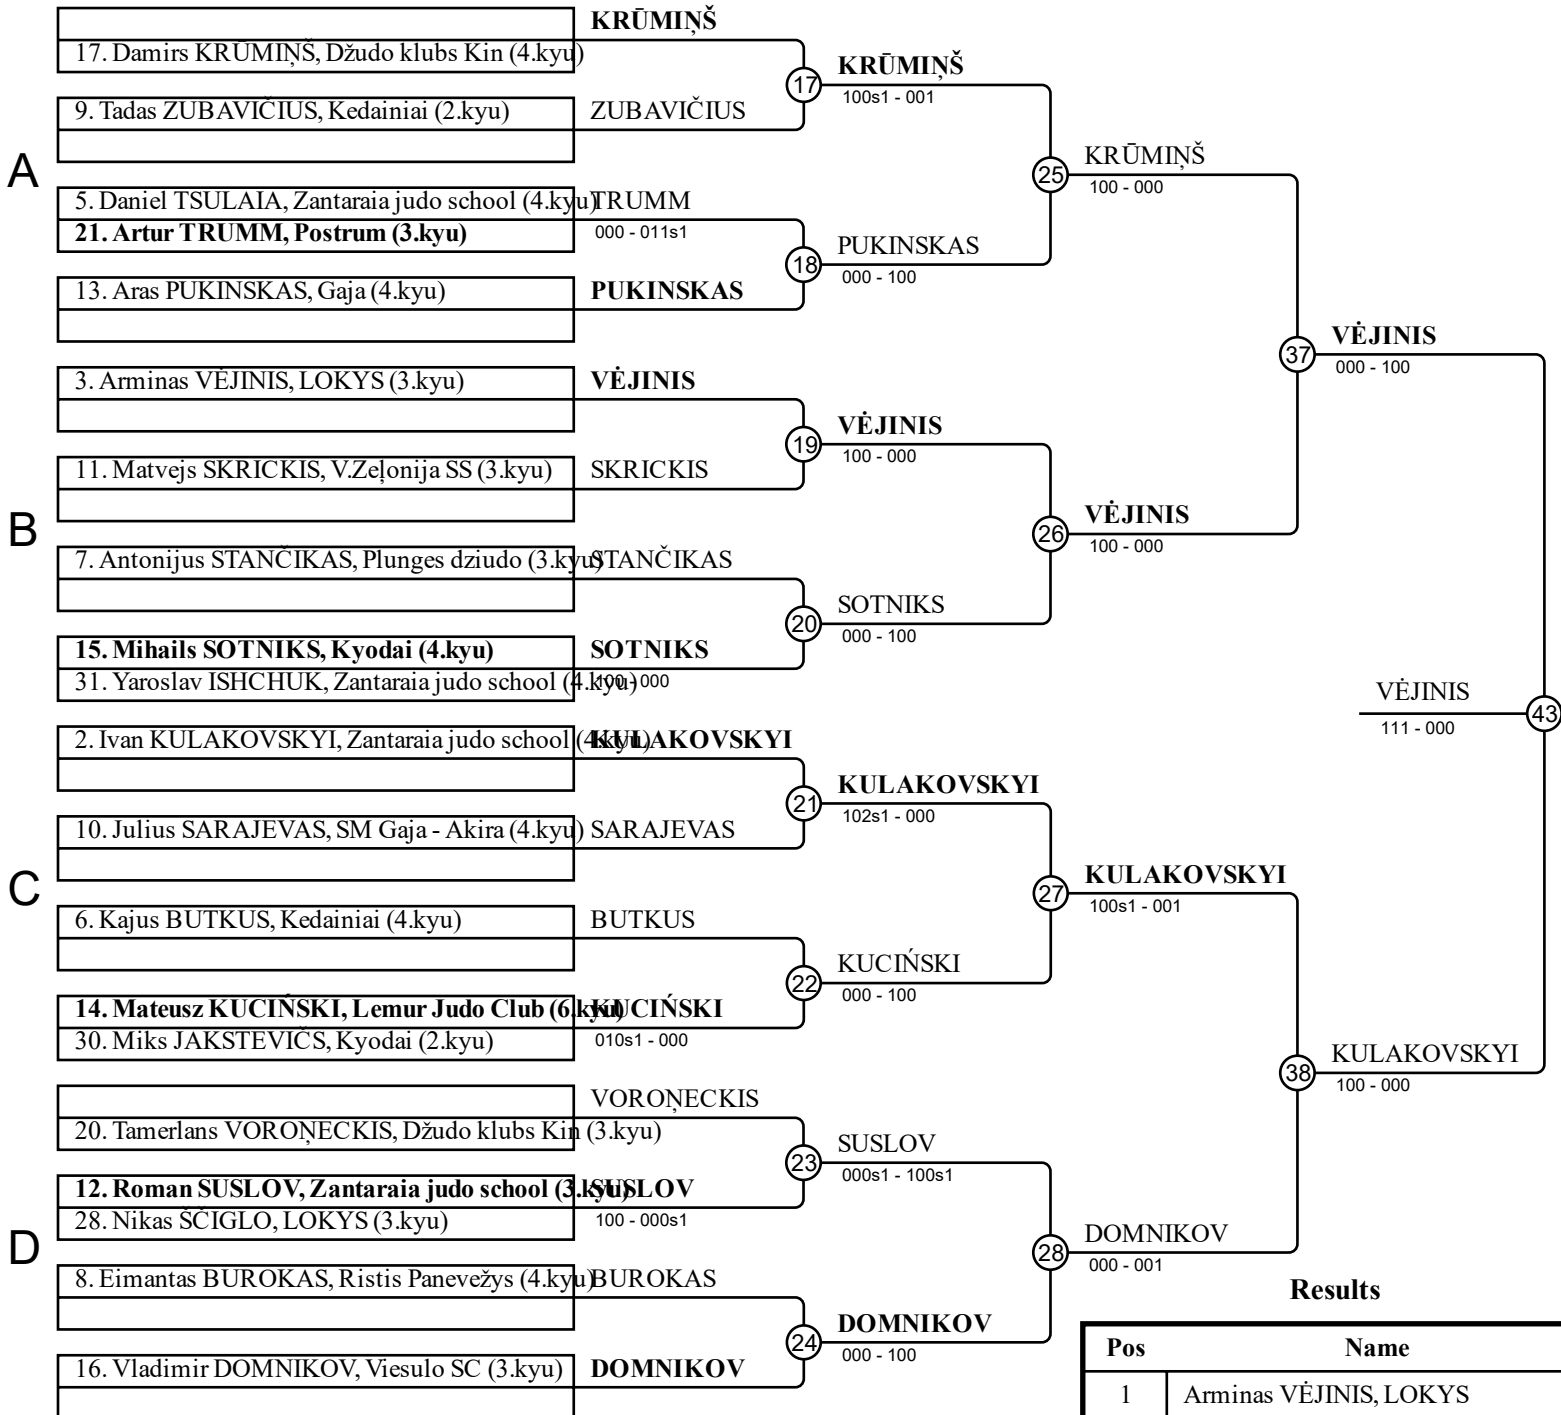 KRŪMIŅŠ
17. Damirs KRŪMIŅŠ, Džudo klubs Kin (4.kyu)
17
KRŪMIŅŠ
100s1 - 001
9. Tadas ZUBAVIČIUS, Kedainiai (2.kyu)
ZUBAVIČIUS
A
25
KRŪMIŅŠ
100 - 000
5. Daniel TSULAIA, Zantaraia judo school (4.kyu)
TRUMM
21. Artur TRUMM, Postrum (3.kyu)
000 - 011s1
18
PUKINSKAS
000 - 100
13. Aras PUKINSKAS, Gaja (4.kyu)
PUKINSKAS
37
VĖJINIS
000 - 100
3. Arminas VĖJINIS, LOKYS (3.kyu)
VĖJINIS
19
VĖJINIS
100 - 000
11. Matvejs SKRICKIS, V.Zeļonija SS (3.kyu)
SKRICKIS
B
26
VĖJINIS
100 - 000
7. Antonijus STANČIKAS, Plunges dziudo (3.kyu)
STANČIKAS
20
SOTNIKS
000 - 100
15. Mihails SOTNIKS, Kyodai (4.kyu)
SOTNIKS
31. Yaroslav ISHCHUK, Zantaraia judo school (4.kyu)
100 - 000
VĖJINIS
43
111 - 000
2. Ivan KULAKOVSKYI, Zantaraia judo school (4.kyu)
KULAKOVSKYI
21
KULAKOVSKYI
102s1 - 000
10. Julius SARAJEVAS, SM Gaja - Akira (4.kyu)
SARAJEVAS
C
27
KULAKOVSKYI
100s1 - 001
6. Kajus BUTKUS, Kedainiai (4.kyu)
BUTKUS
22
KUCIŃSKI
000 - 100
14. Mateusz KUCIŃSKI, Lemur Judo Club (6.kyu)
KUCIŃSKI
30. Miks JAKSTEVIČS, Kyodai (2.kyu)
010s1 - 000
38
KULAKOVSKYI
100 - 000
VOROŅECKIS
20. Tamerlans VOROŅECKIS, Džudo klubs Kin (3.kyu)
23
SUSLOV
000s1 - 100s1
12. Roman SUSLOV, Zantaraia judo school (3.kyu)
SUSLOV
28. Nikas ŠČIGLO, LOKYS (3.kyu)
100 - 000s1
D
28
DOMNIKOV
000 - 001
8. Eimantas BUROKAS, Ristis Panevežys (4.kyu)
BUROKAS
24
DOMNIKOV
000 - 100
16. Vladimir DOMNIKOV, Viesulo SC (3.kyu)
DOMNIKOV
Results
Pos Name
1 Arminas VĖJINIS, LOKYS